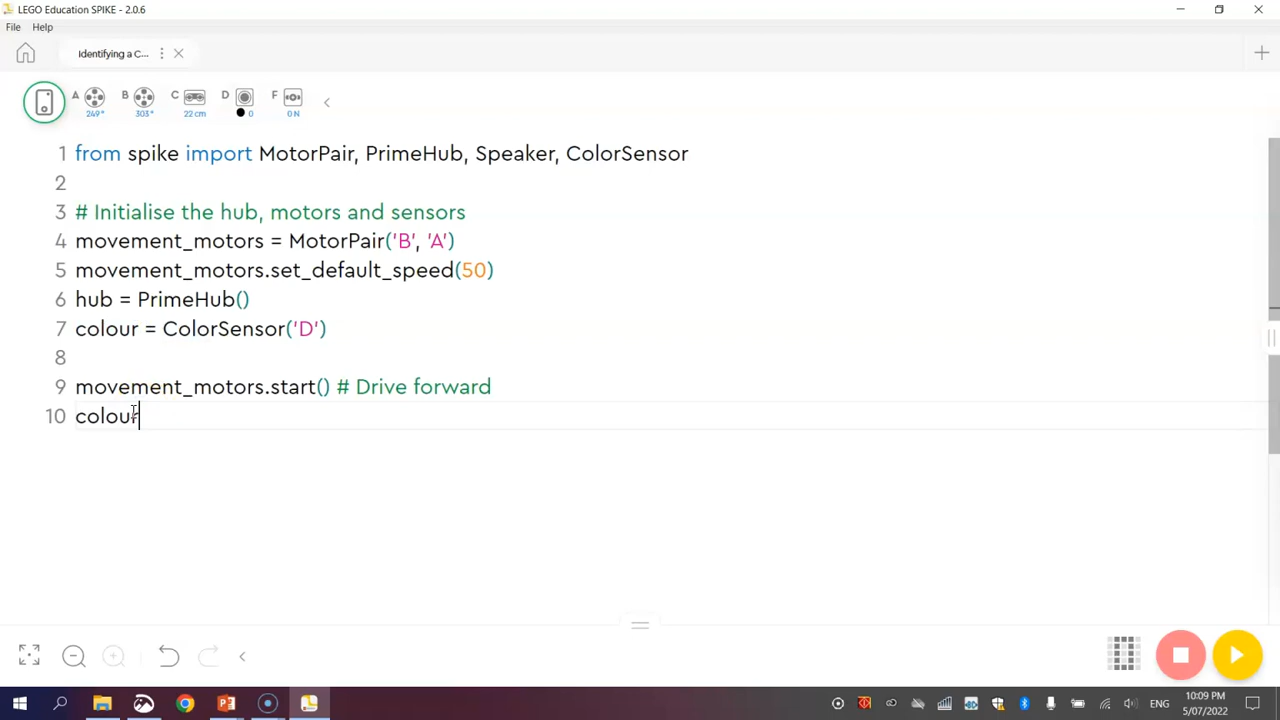 LEGO Education SPIKE - 2.0.6
File Help
Identifying a C...
A B C D F
249° 303° 22 cm 0 0 N
1 from spike import MotorPair, PrimeHub, Speaker, ColorSensor
2
3 # Initialise the hub, motors and sensors
4 movement_motors = MotorPair('B', 'A')
5 movement_motors.set_default_speed(50)
6 hub = PrimeHub()
7 colour = ColorSensor('D')
8
9 movement_motors.start() # Drive forward
10 colour
ENG
10:09 PM
5/07/2022